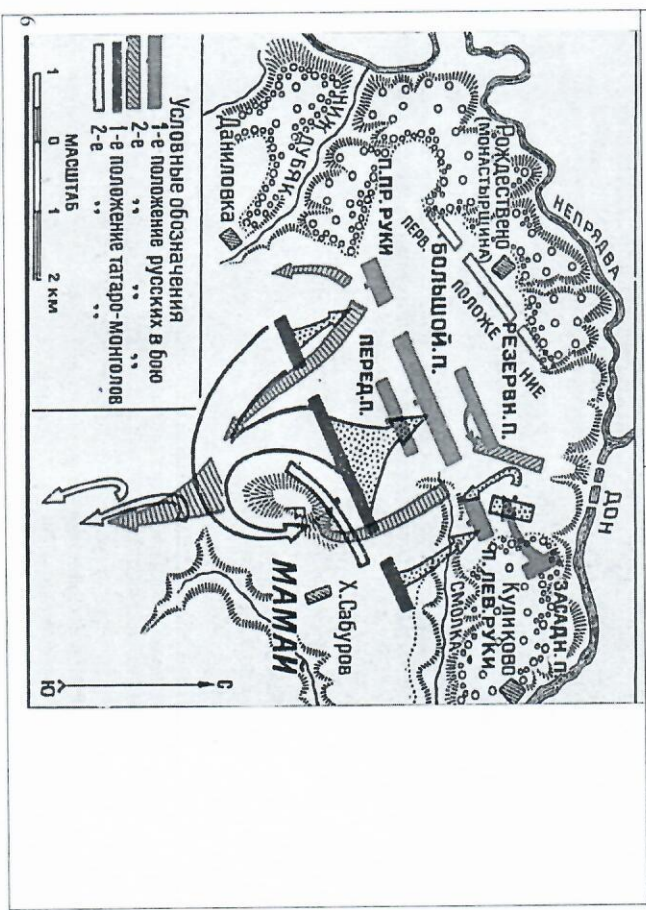 6
НЕПРЯДВА
Рождествено
(МОНАСТЫРЩИНА)
ДОН
ПЕРВ. ПОЛОЖЕНИЕ
РЕЗЕРВН. П.
ЗАСАДН. П.
БОЛЬШОЙ. П.
Куликово
П. ПР. РУКИ
П. ЛЕВ. РУКИ
ПЕРЕД. П.
СМОЛКА
НИЖ. ДУБЯК
Даниловка
Х. Сабуров
МАМАЙ
С
Ю
Условные обозначения
1-е положение русских в бою
2-е " " "
1-е положение татаро-монголов
2-е " "
МАСШТАБ
1 0 1 2 км